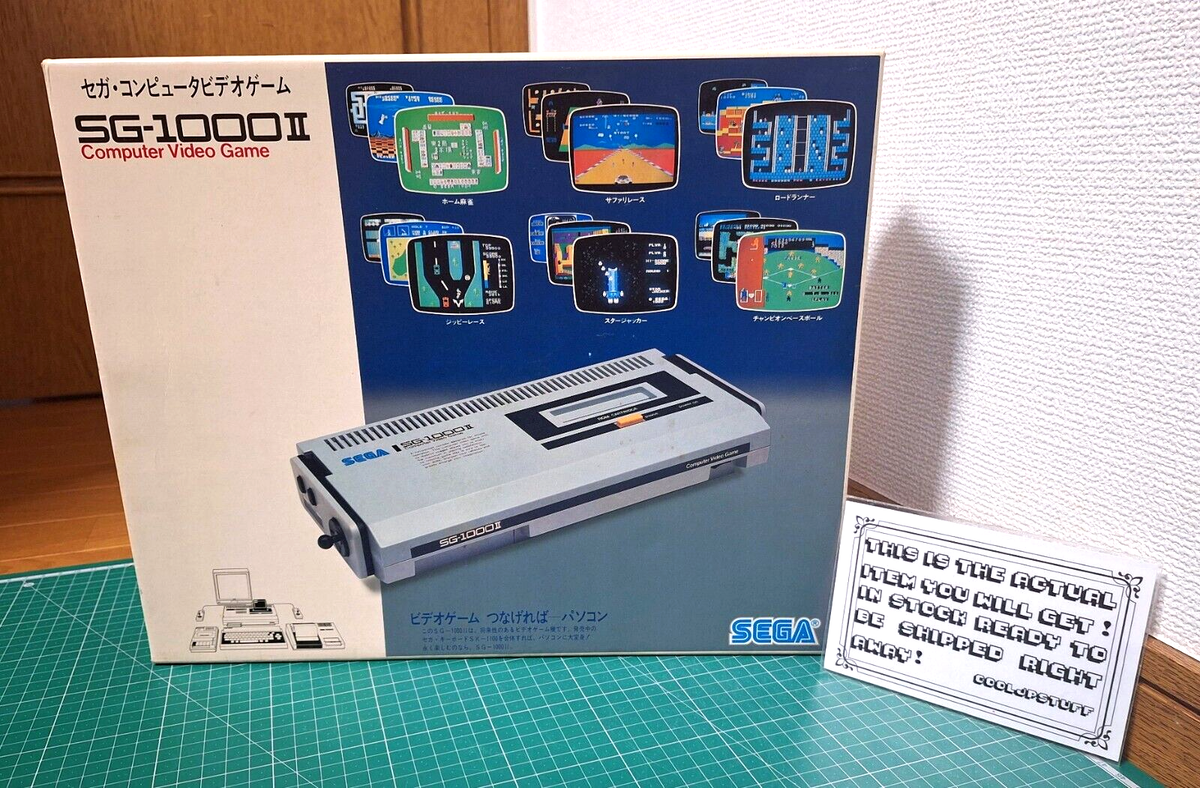 セガ・コンピュータビデオゲーム
SG-1000II
Computer Video Game
ホーム麻雀
サファリレース
ロードランナー
ジッピーレース
スタージャッカー
チャンピオンベースボール
SEGA
SG-1000II
ROM CARTRIDGE
Computer Video Game
SG-1000II
ビデオゲーム つなげれば パソコン
SEGA®
THIS IS THE ACTUAL
ITEM YOU WILL GET!
IN STOCK READY TO
BE SHIPPED RIGHT
AWAY!
COOLJPSTUFF